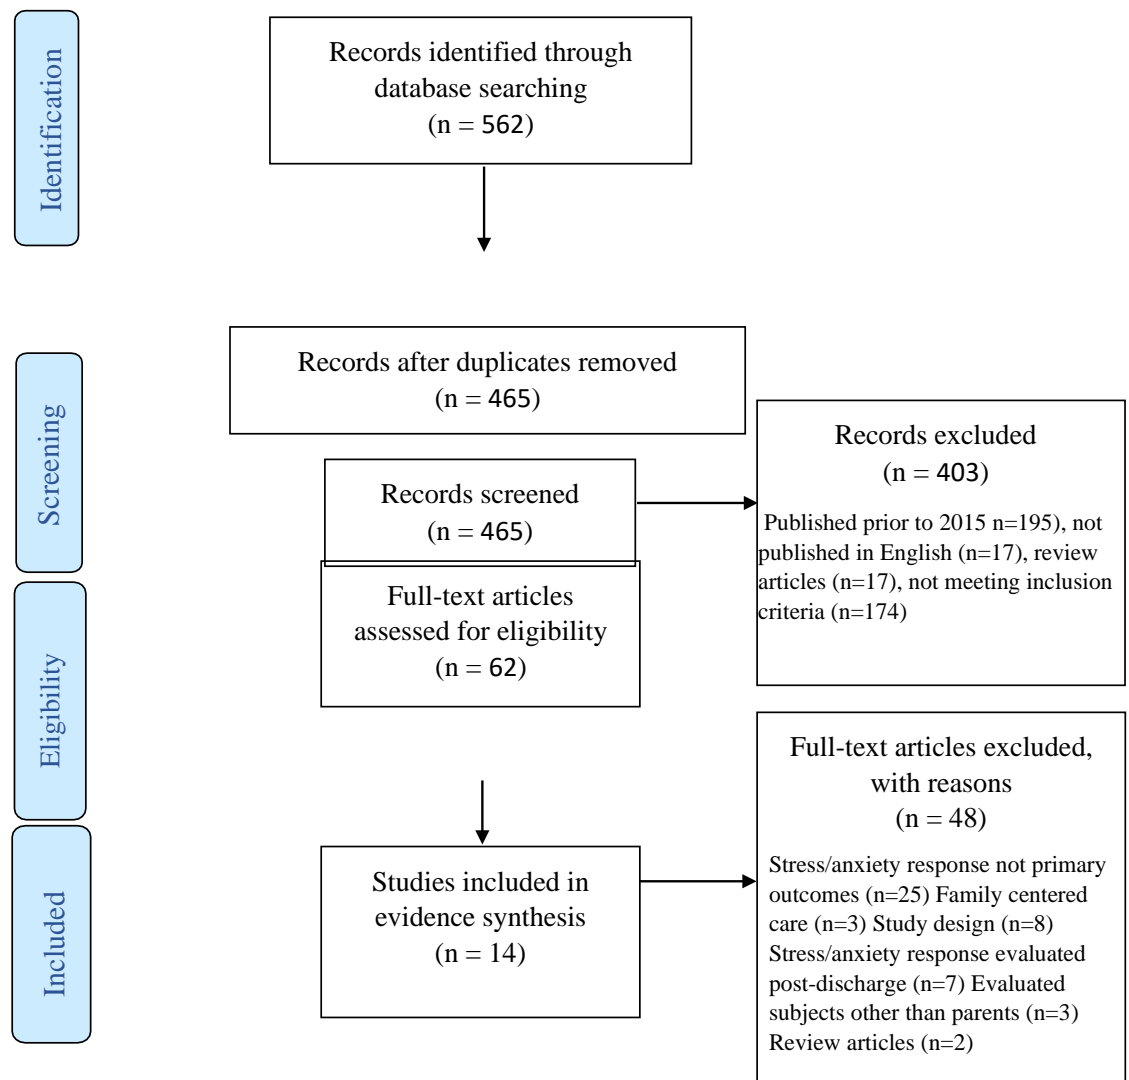 Identification
Records identified through
database searching
(n = 562)
Screening
Records after duplicates removed
(n = 465)
Records screened
(n = 465)
Records excluded
(n = 403)
Published prior to 2015 n=195), not
published in English (n=17), review
articles (n=17), not meeting inclusion
criteria (n=174)
Eligibility
Full-text articles
assessed for eligibility
(n = 62)
Full-text articles excluded,
with reasons
(n = 48)
Stress/anxiety response not primary
outcomes (n=25) Family centered
care (n=3) Study design (n=8)
Stress/anxiety response evaluated
post-discharge (n=7) Evaluated
subjects other than parents (n=3)
Review articles (n=2)
Included
Studies included in
evidence synthesis
(n = 14)